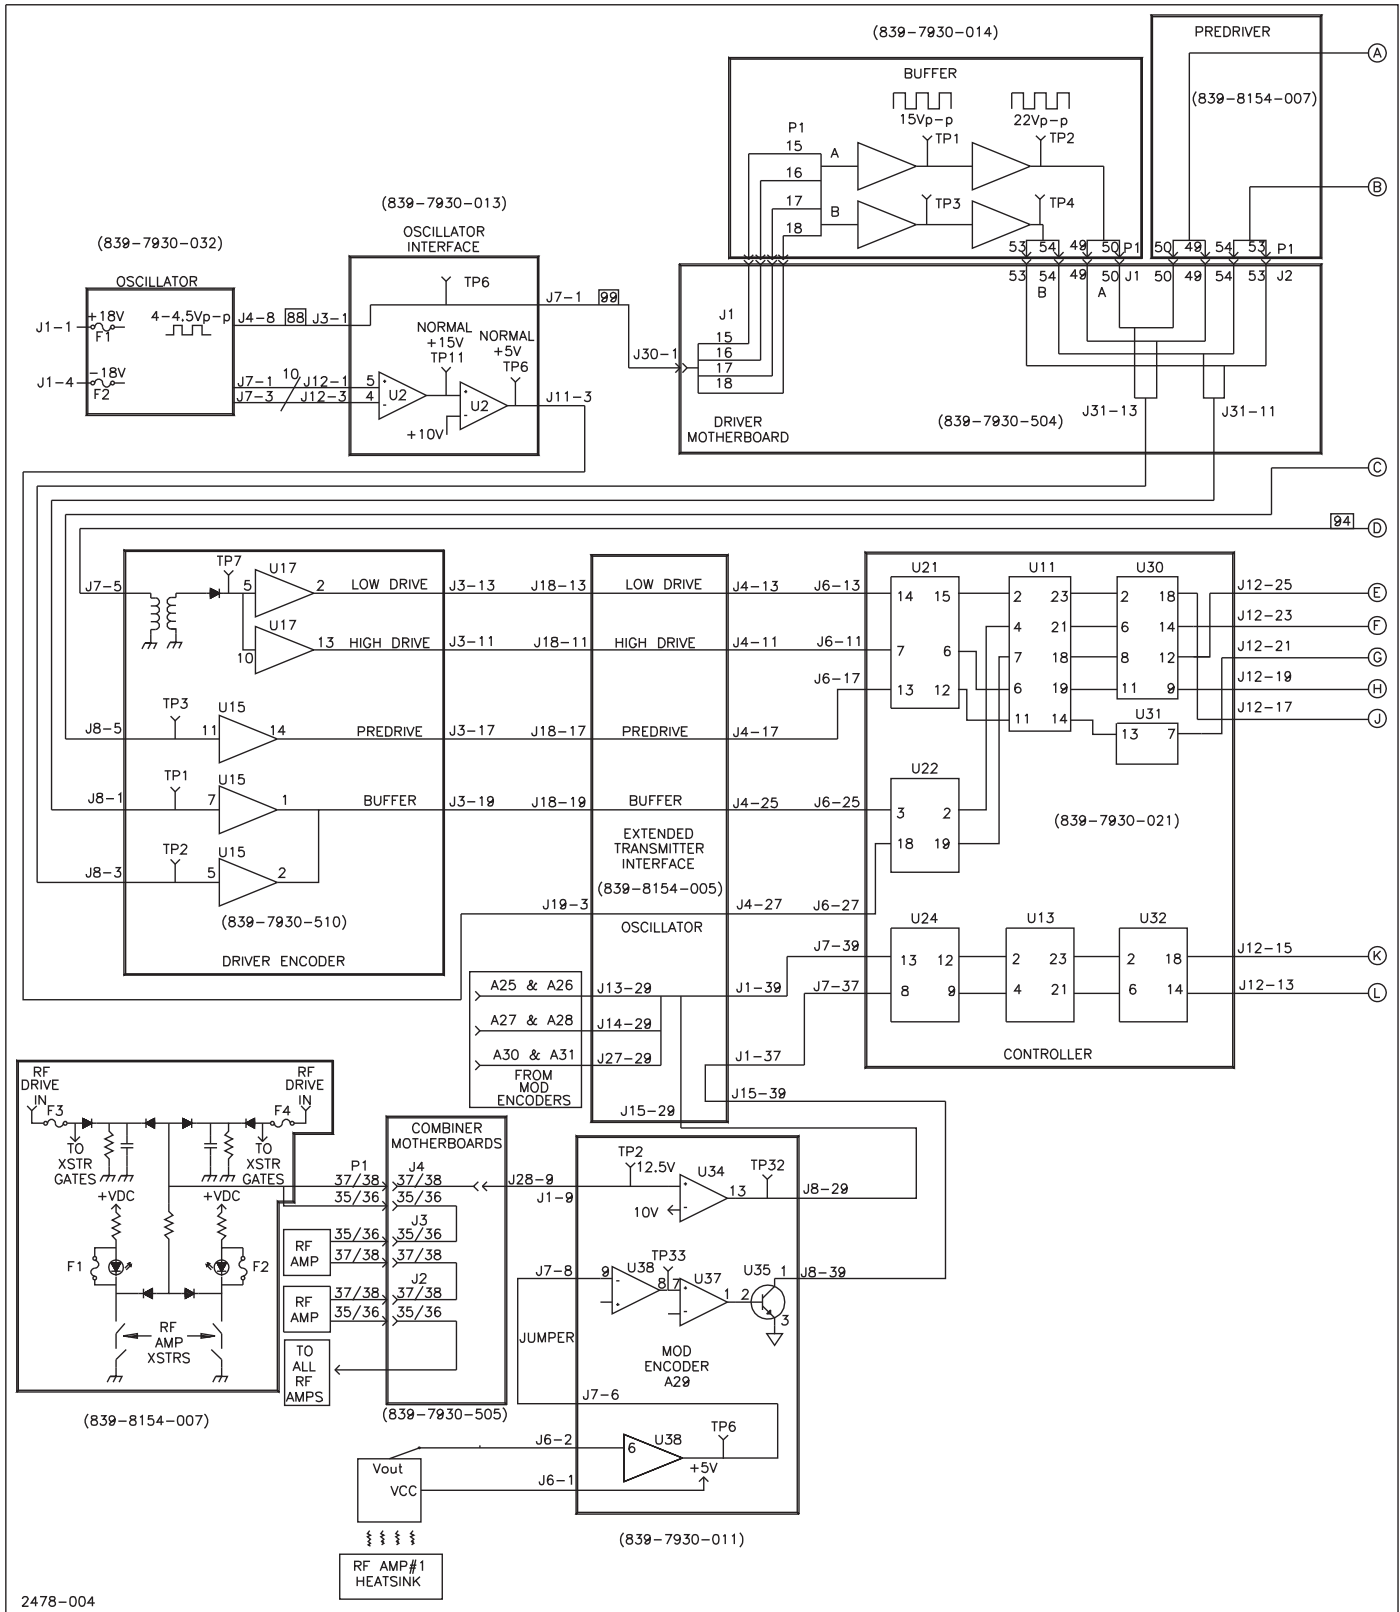 (839-7930-014)
PREDRIVER
(839-8154-007)
A
BUFFER
15Vp-p
22Vp-p
P1
TP1
TP2
15
A
16
17
TP3
TP4
B
18
B
53
54
49
50
P1
50
49
54
53
P1
53
54
49
50
J1
50
49
54
53
J2
B
A
(839-7930-032)
OSCILLATOR
(839-7930-013)
OSCILLATOR
INTERFACE
J1-1
+18V
F1
4-4.5Vp-p
J1-4
-18V
F2
J4-8
88
J3-1
TP6
J7-1
99
NORMAL
+15V
TP11
NORMAL
+5V
TP6
J7-1
10
J12-1
5
J7-3
J12-3
4
U2
U2
+10V
J11-3
J30-1
J1
15
16
17
18
DRIVER
MOTHERBOARD
(839-7930-504)
J31-13
J31-11
C
94
D
J7-5
TP7
U17
5
2
LOW DRIVE
J3-13
J18-13
LOW DRIVE
J4-13
J6-13
U17
10
13
HIGH DRIVE
J3-11
J18-11
HIGH DRIVE
J4-11
J6-11
J6-17
J8-5
TP3
U15
11
14
PREDRIVE
J3-17
J18-17
PREDRIVE
J4-17
J8-1
TP1
U15
7
1
BUFFER
J3-19
J18-19
BUFFER
J4-25
J6-25
J8-3
TP2
U15
5
2
(839-7930-510)
DRIVER ENCODER
EXTENDED
TRANSMITTER
INTERFACE
(839-8154-005)
J19-3
J4-27
J6-27
OSCILLATOR
U21
U11
U30
14
15
2
23
2
18
4
21
6
14
7
6
7
18
8
12
13
12
6
19
11
9
11
14
U31
13
7
U22
3
2
18
19
(839-7930-021)
J12-25
E
J12-23
F
J12-21
G
J12-19
H
J12-17
J
U24
U13
U32
J7-39
13
12
2
23
2
18
J12-15
K
J7-37
8
9
4
21
6
14
J12-13
L
CONTROLLER
A25 & A26
J13-29
J1-39
A27 & A28
J14-29
A30 & A31
J27-29
FROM
MOD
ENCODERS
J1-37
J15-39
J15-29
RF
DRIVE
IN
F3
RF
DRIVE
IN
F4
TO
XSTR
GATES
TO
XSTR
GATES
+VDC
+VDC
F1
F2
RF
AMP
XSTRS
(839-8154-007)
COMBINER
MOTHERBOARDS
P1
J4
37/38
37/38
35/36
35/36
J3
RF
AMP
35/36
35/36
37/38
37/38
J2
RF
AMP
37/38
37/38
35/36
35/36
TO
ALL
RF
AMPS
(839-7930-505)
J28-9
J1-9
TP2
12.5V
U34
TP32
13
J8-29
10V
J7-8
9
U38
TP33
8
7
U37
1
2
U35
1
3
J8-39
JUMPER
MOD
ENCODER
A29
J7-6
J6-2
6
U38
TP6
+5V
J6-1
Vout
VCC
(839-7930-011)
RF AMP#1
HEATSINK
2478-004